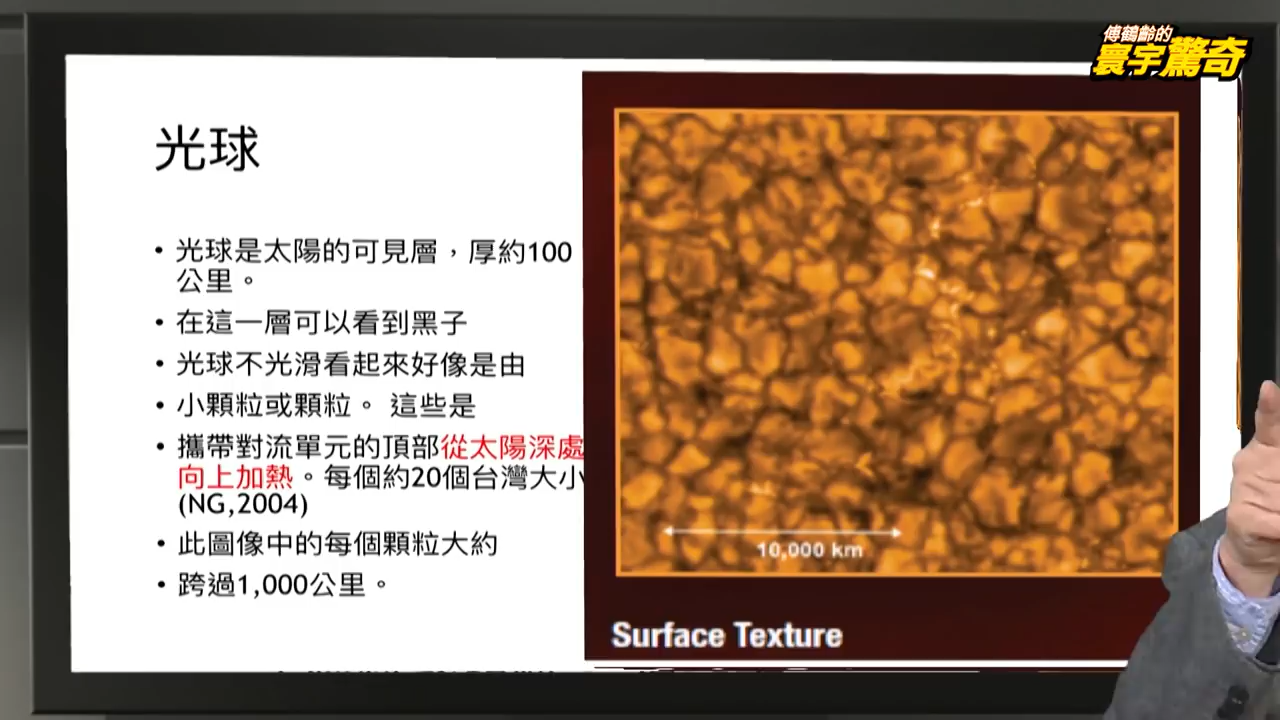 傅鶴齡的
寰宇驚奇
光球
• 光球是太陽的可見層，厚約100
公里。
• 在這一層可以看到黑子
• 光球不光滑看起來好像是由
• 小顆粒或顆粒。 這些是
• 攜帶對流單元的頂部從太陽深處
向上加熱。每個約20個台灣大小
(NG,2004)
• 此圖像中的每個顆粒大約
• 跨過1,000公里。
10,000 km
Surface Texture